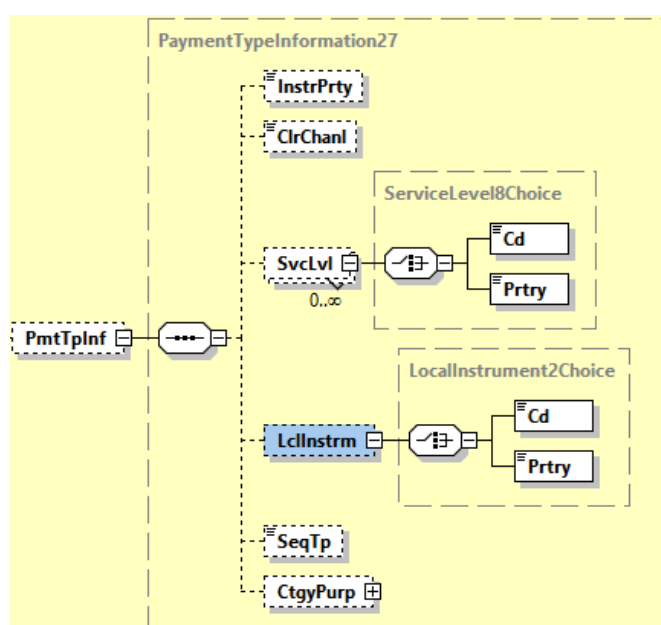 PaymentTypeInformation27
InstrPrty
ClrChanl
ServiceLevel8Choice
Cd
SvcLvl
0..∞
Prtry
PmtTpInf
LocalInstrument2Choice
Cd
LclInstrm
Prtry
SeqTp
CtgyPurp